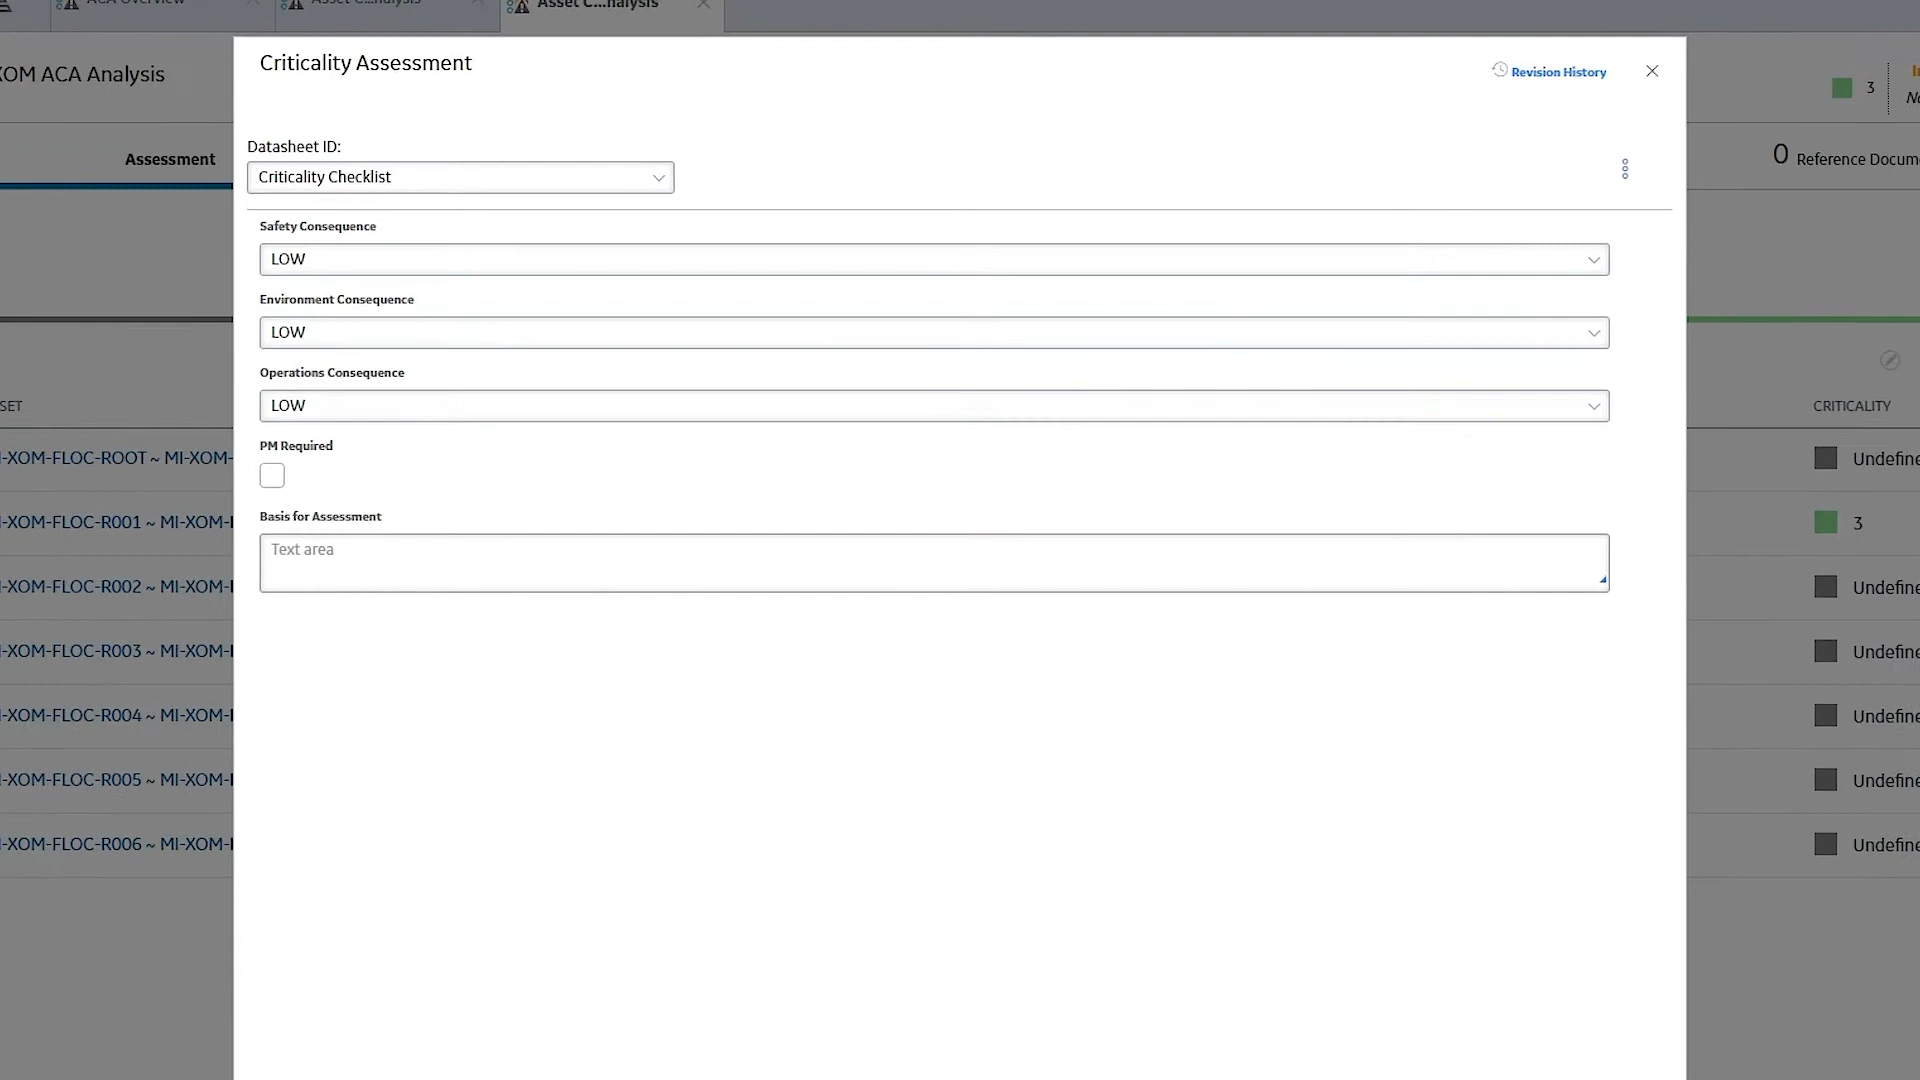 ACA Overview
Asset C...nalysis
Asset C...nalysis
XOM ACA Analysis
Criticality Assessment
Revision History
3
Assessment
0 Reference Docum
Datasheet ID:
Criticality Checklist
Safety Consequence
LOW
Environment Consequence
LOW
Operations Consequence
LOW
PM Required
Basis for Assessment
Text area
SET
CRITICALITY
-XOM-FLOC-ROOT ~ MI-XOM-
Undefine
-XOM-FLOC-R001 ~ MI-XOM-
3
-XOM-FLOC-R002 ~ MI-XOM-
Undefine
-XOM-FLOC-R003 ~ MI-XOM-
Undefine
-XOM-FLOC-R004 ~ MI-XOM-
Undefine
-XOM-FLOC-R005 ~ MI-XOM-
Undefine
-XOM-FLOC-R006 ~ MI-XOM-
Undefine